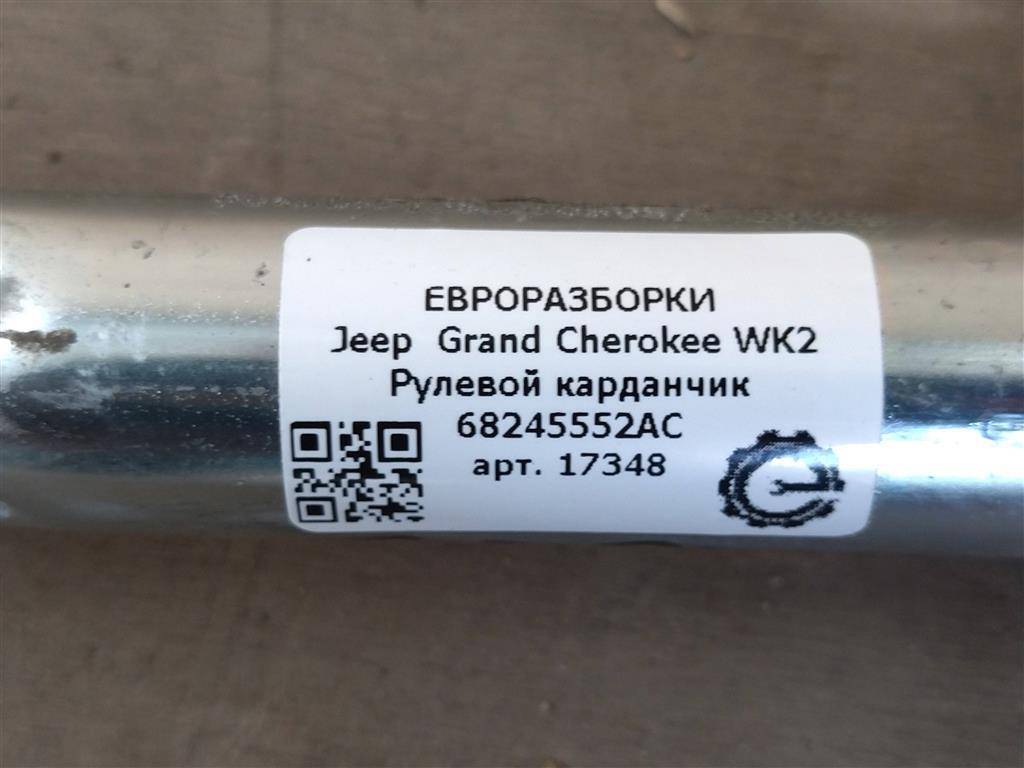 ЕВРОРАЗБОРКИ
Jeep Grand Cherokee WK2
Рулевой карданчик
68245552AC
арт. 17348